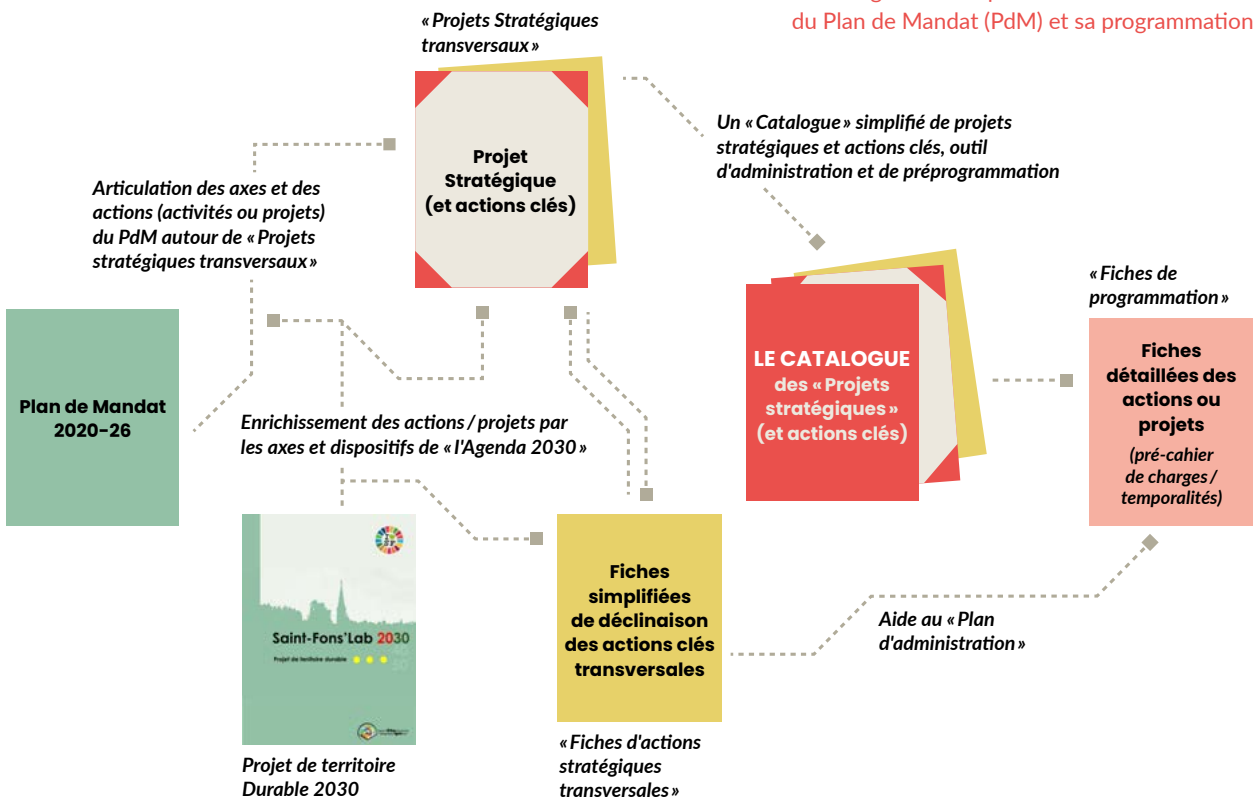 du Plan de Mandat (PdM) et sa programmation
« Projets Stratégiques
transversaux »
Projet
Stratégique
(et actions clés)
Un « Catalogue » simplifié de projets
stratégiques et actions clés, outil
d'administration et de préprogrammation
Articulation des axes et des
actions (activités ou projets)
du PdM autour de « Projets
stratégiques transversaux »
Plan de Mandat
2020-26
LE CATALOGUE
des « Projets
stratégiques »
(et actions clés)
« Fiches de
programmation »
Fiches
détaillées des
actions ou
projets
(pré-cahier
de charges /
temporalités)
Enrichissement des actions / projets par
les axes et dispositifs de « l'Agenda 2030 »
Saint-Fons'Lab 2030
40
50
Projet de territoire durable
Projet de territoire
Durable 2030
Fiches
simplifiées
de déclinaison
des actions clés
transversales
« Fiches d'actions
stratégiques
transversales »
Aide au « Plan
d'administration »